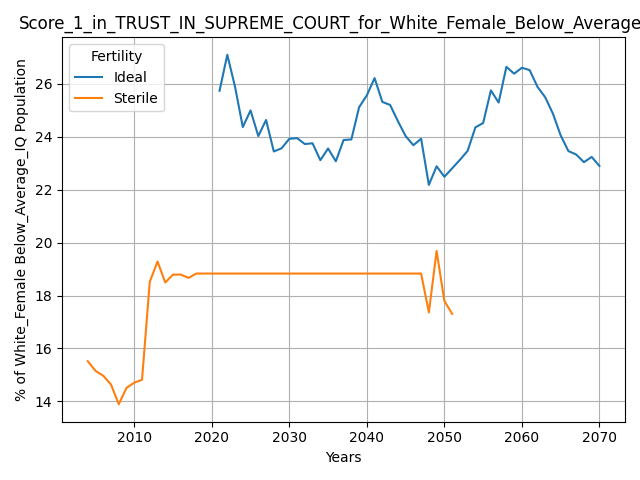 Score_1_in_TRUST_IN_SUPREME_COURT_for_White_Female_Below_Average
Fertility
Ideal
Sterile
% of White_Female Below_Average_IQ Population
26
24
22
20
18
16
14
2010 2020 2030 2040 2050 2060 2070
Years